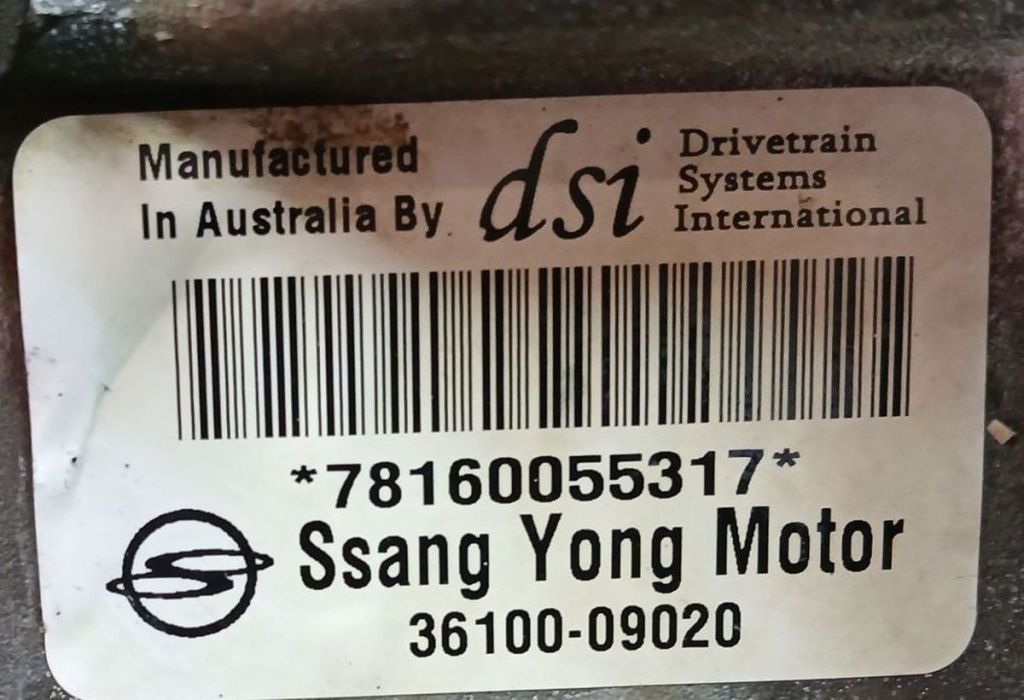 Manufactured
In Australia By
dsi
Drivetrain
Systems
International
*78160055317*
Ssang Yong Motor
36100-09020